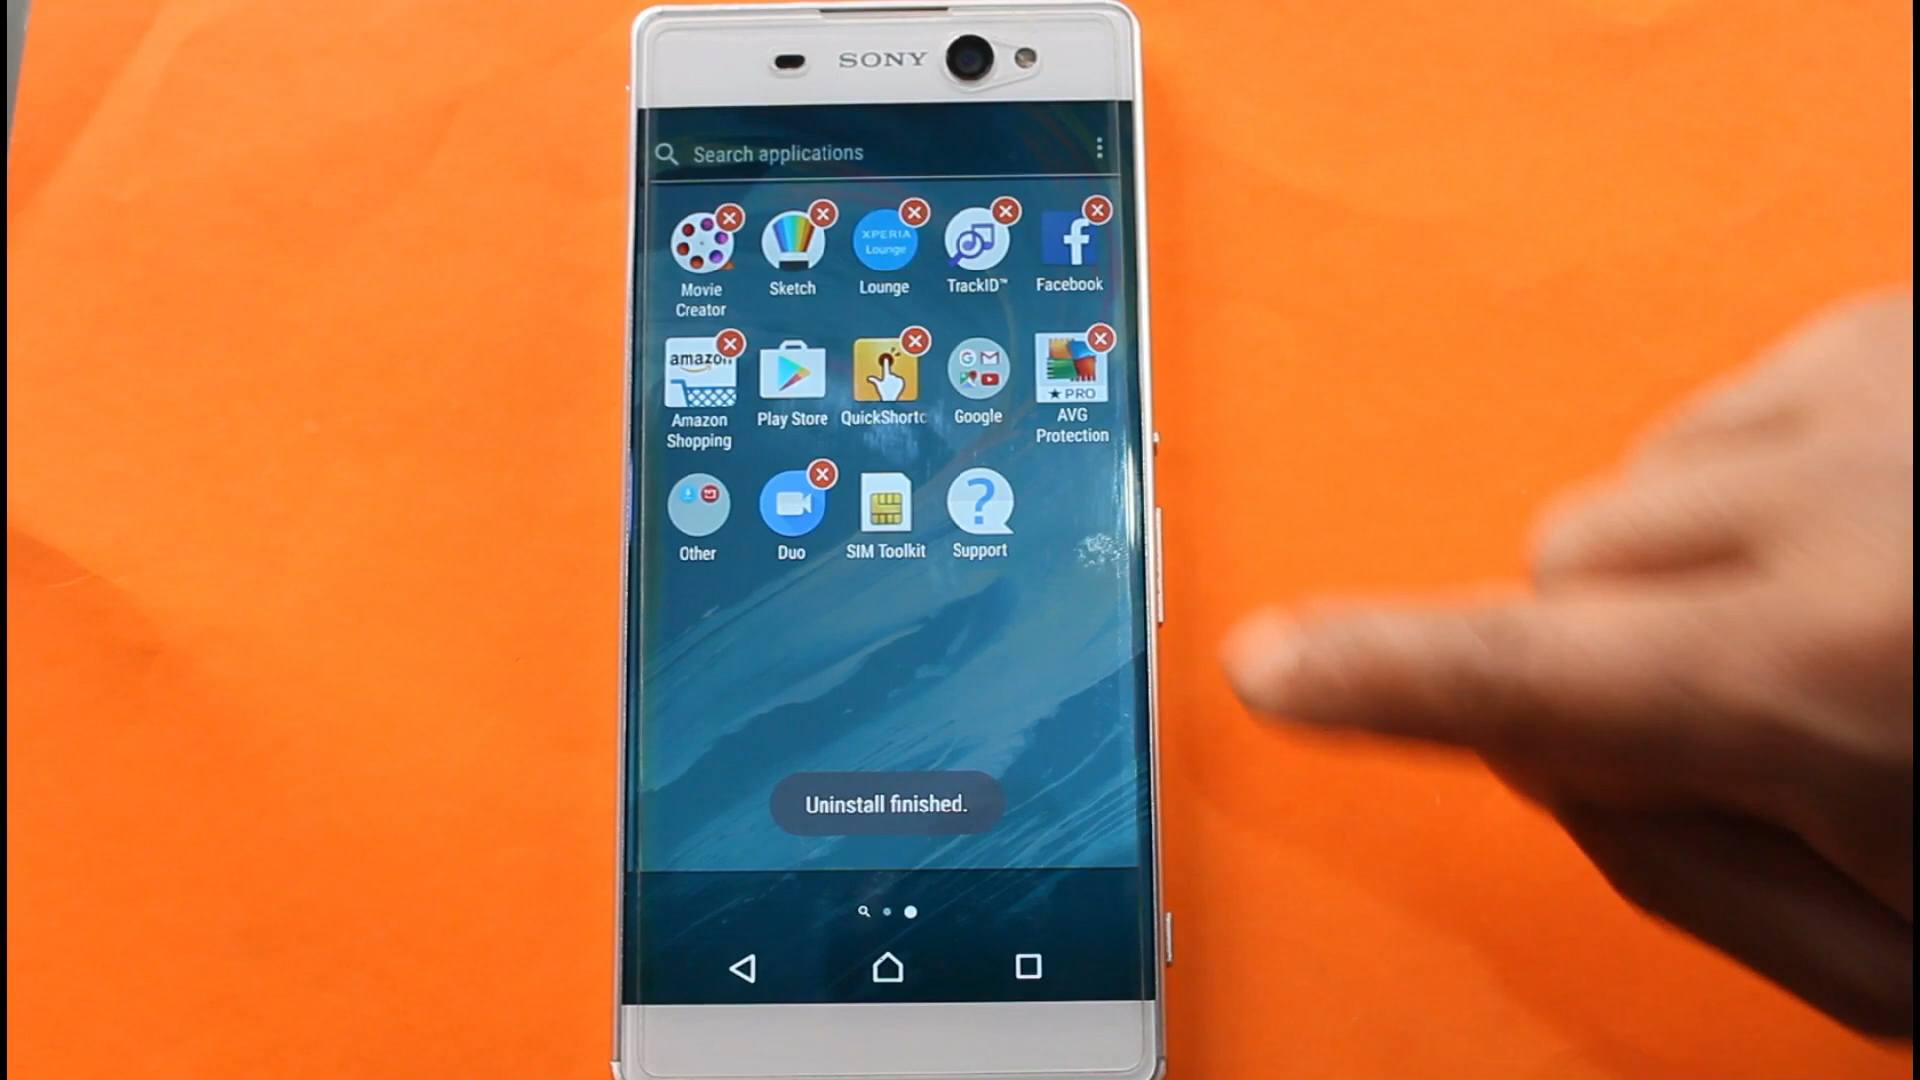 SONY
Search applications
XPERIA
Lounge
Movie
Creator
Sketch
Lounge
TrackID™
Facebook
amazon
PRO
Amazon
Shopping
Play Store
QuickShortc
Google
AVG
Protection
Other
Duo
SIM Toolkit
Support
Uninstall finished.